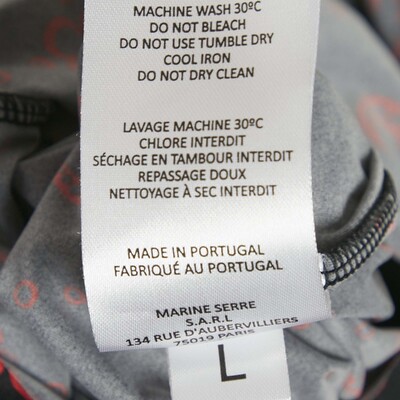 MACHINE WASH 30ºC
DO NOT BLEACH
DO NOT USE TUMBLE DRY
COOL IRON
DO NOT DRY CLEAN
LAVAGE MACHINE 30ºC
CHLORE INTERDIT
SÉCHAGE EN TAMBOUR INTERDIT
REPASSAGE DOUX
NETTOYAGE À SEC INTERDIT
MADE IN PORTUGAL
FABRIQUÉ AU PORTUGAL
MARINE SERRE
S.A.R.L
134 RUE D'AUBERVILLIERS
75019 PARIS
L